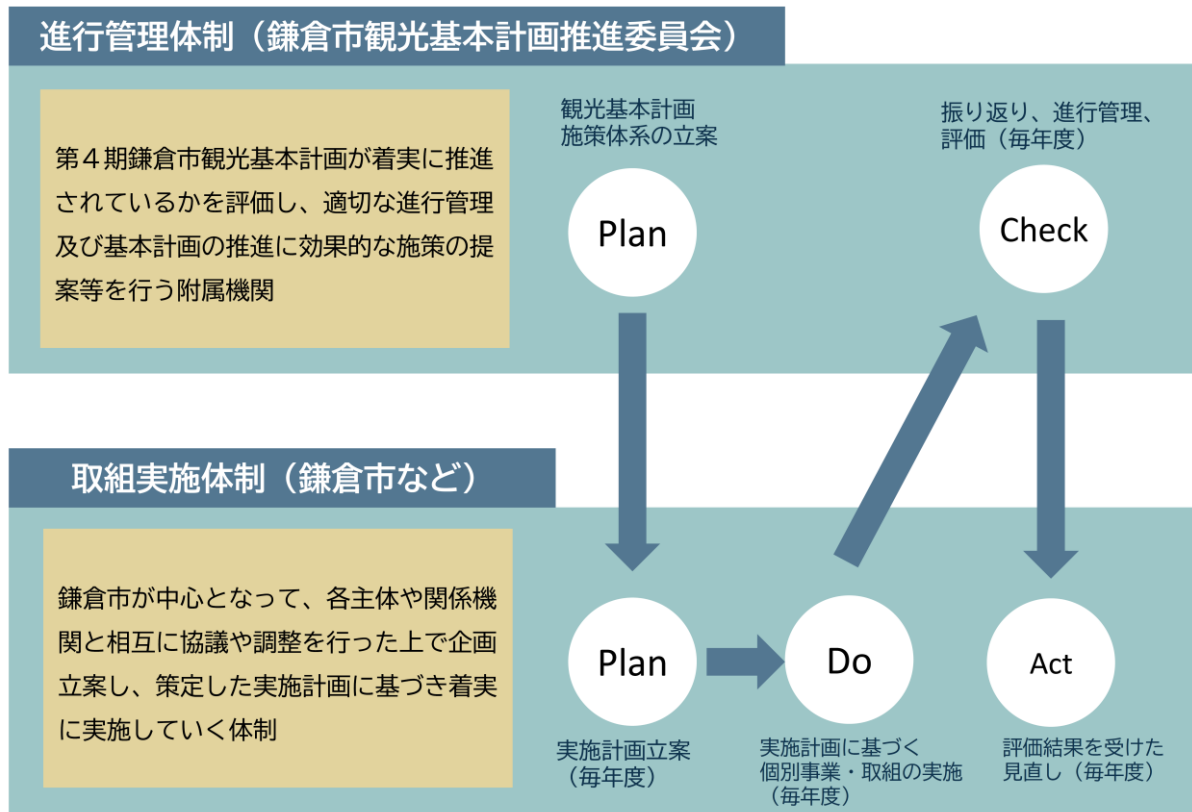 進行管理体制（鎌倉市観光基本計画推進委員会）
第４期鎌倉市観光基本計画が着実に推進
されているかを評価し、適切な進行管理
及び基本計画の推進に効果的な施策の提
案等を行う附属機関
観光基本計画
施策体系の立案
Plan
振り返り、進行管理、
評価（毎年度）
Check
取組実施体制（鎌倉市など）
鎌倉市が中心となって、各主体や関係機
関と相互に協議や調整を行った上で企画
立案し、策定した実施計画に基づき着実
に実施していく体制
Plan
実施計画立案
（毎年度）
Do
実施計画に基づく
個別事業・取組の実施
（毎年度）
Act
評価結果を受けた
見直し（毎年度）